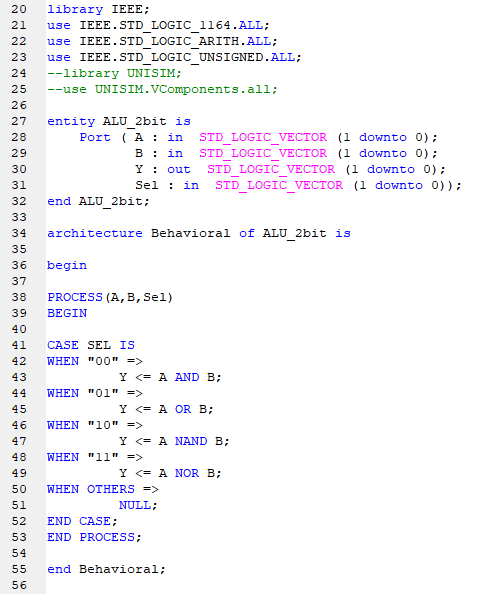 20 library IEEE;
21 use IEEE.STD_LOGIC_1164.ALL;
22 use IEEE.STD_LOGIC_ARITH.ALL;
23 use IEEE.STD_LOGIC_UNSIGNED.ALL;
24 --library UNISIM;
25 --use UNISIM.VComponents.all;
26
27 entity ALU_2bit is
28     Port ( A : in  STD_LOGIC_VECTOR (1 downto 0);
29            B : in  STD_LOGIC_VECTOR (1 downto 0);
30            Y : out  STD_LOGIC_VECTOR (1 downto 0);
31            Sel : in  STD_LOGIC_VECTOR (1 downto 0));
32 end ALU_2bit;
33
34 architecture Behavioral of ALU_2bit is
35
36 begin
37
38 PROCESS(A,B,Sel)
39 BEGIN
40
41 CASE SEL IS
42 WHEN "00" =>
43          Y <= A AND B;
44 WHEN "01" =>
45          Y <= A OR B;
46 WHEN "10" =>
47          Y <= A NAND B;
48 WHEN "11" =>
49          Y <= A NOR B;
50 WHEN OTHERS =>
51          NULL;
52 END CASE;
53 END PROCESS;
54
55 end Behavioral;
56